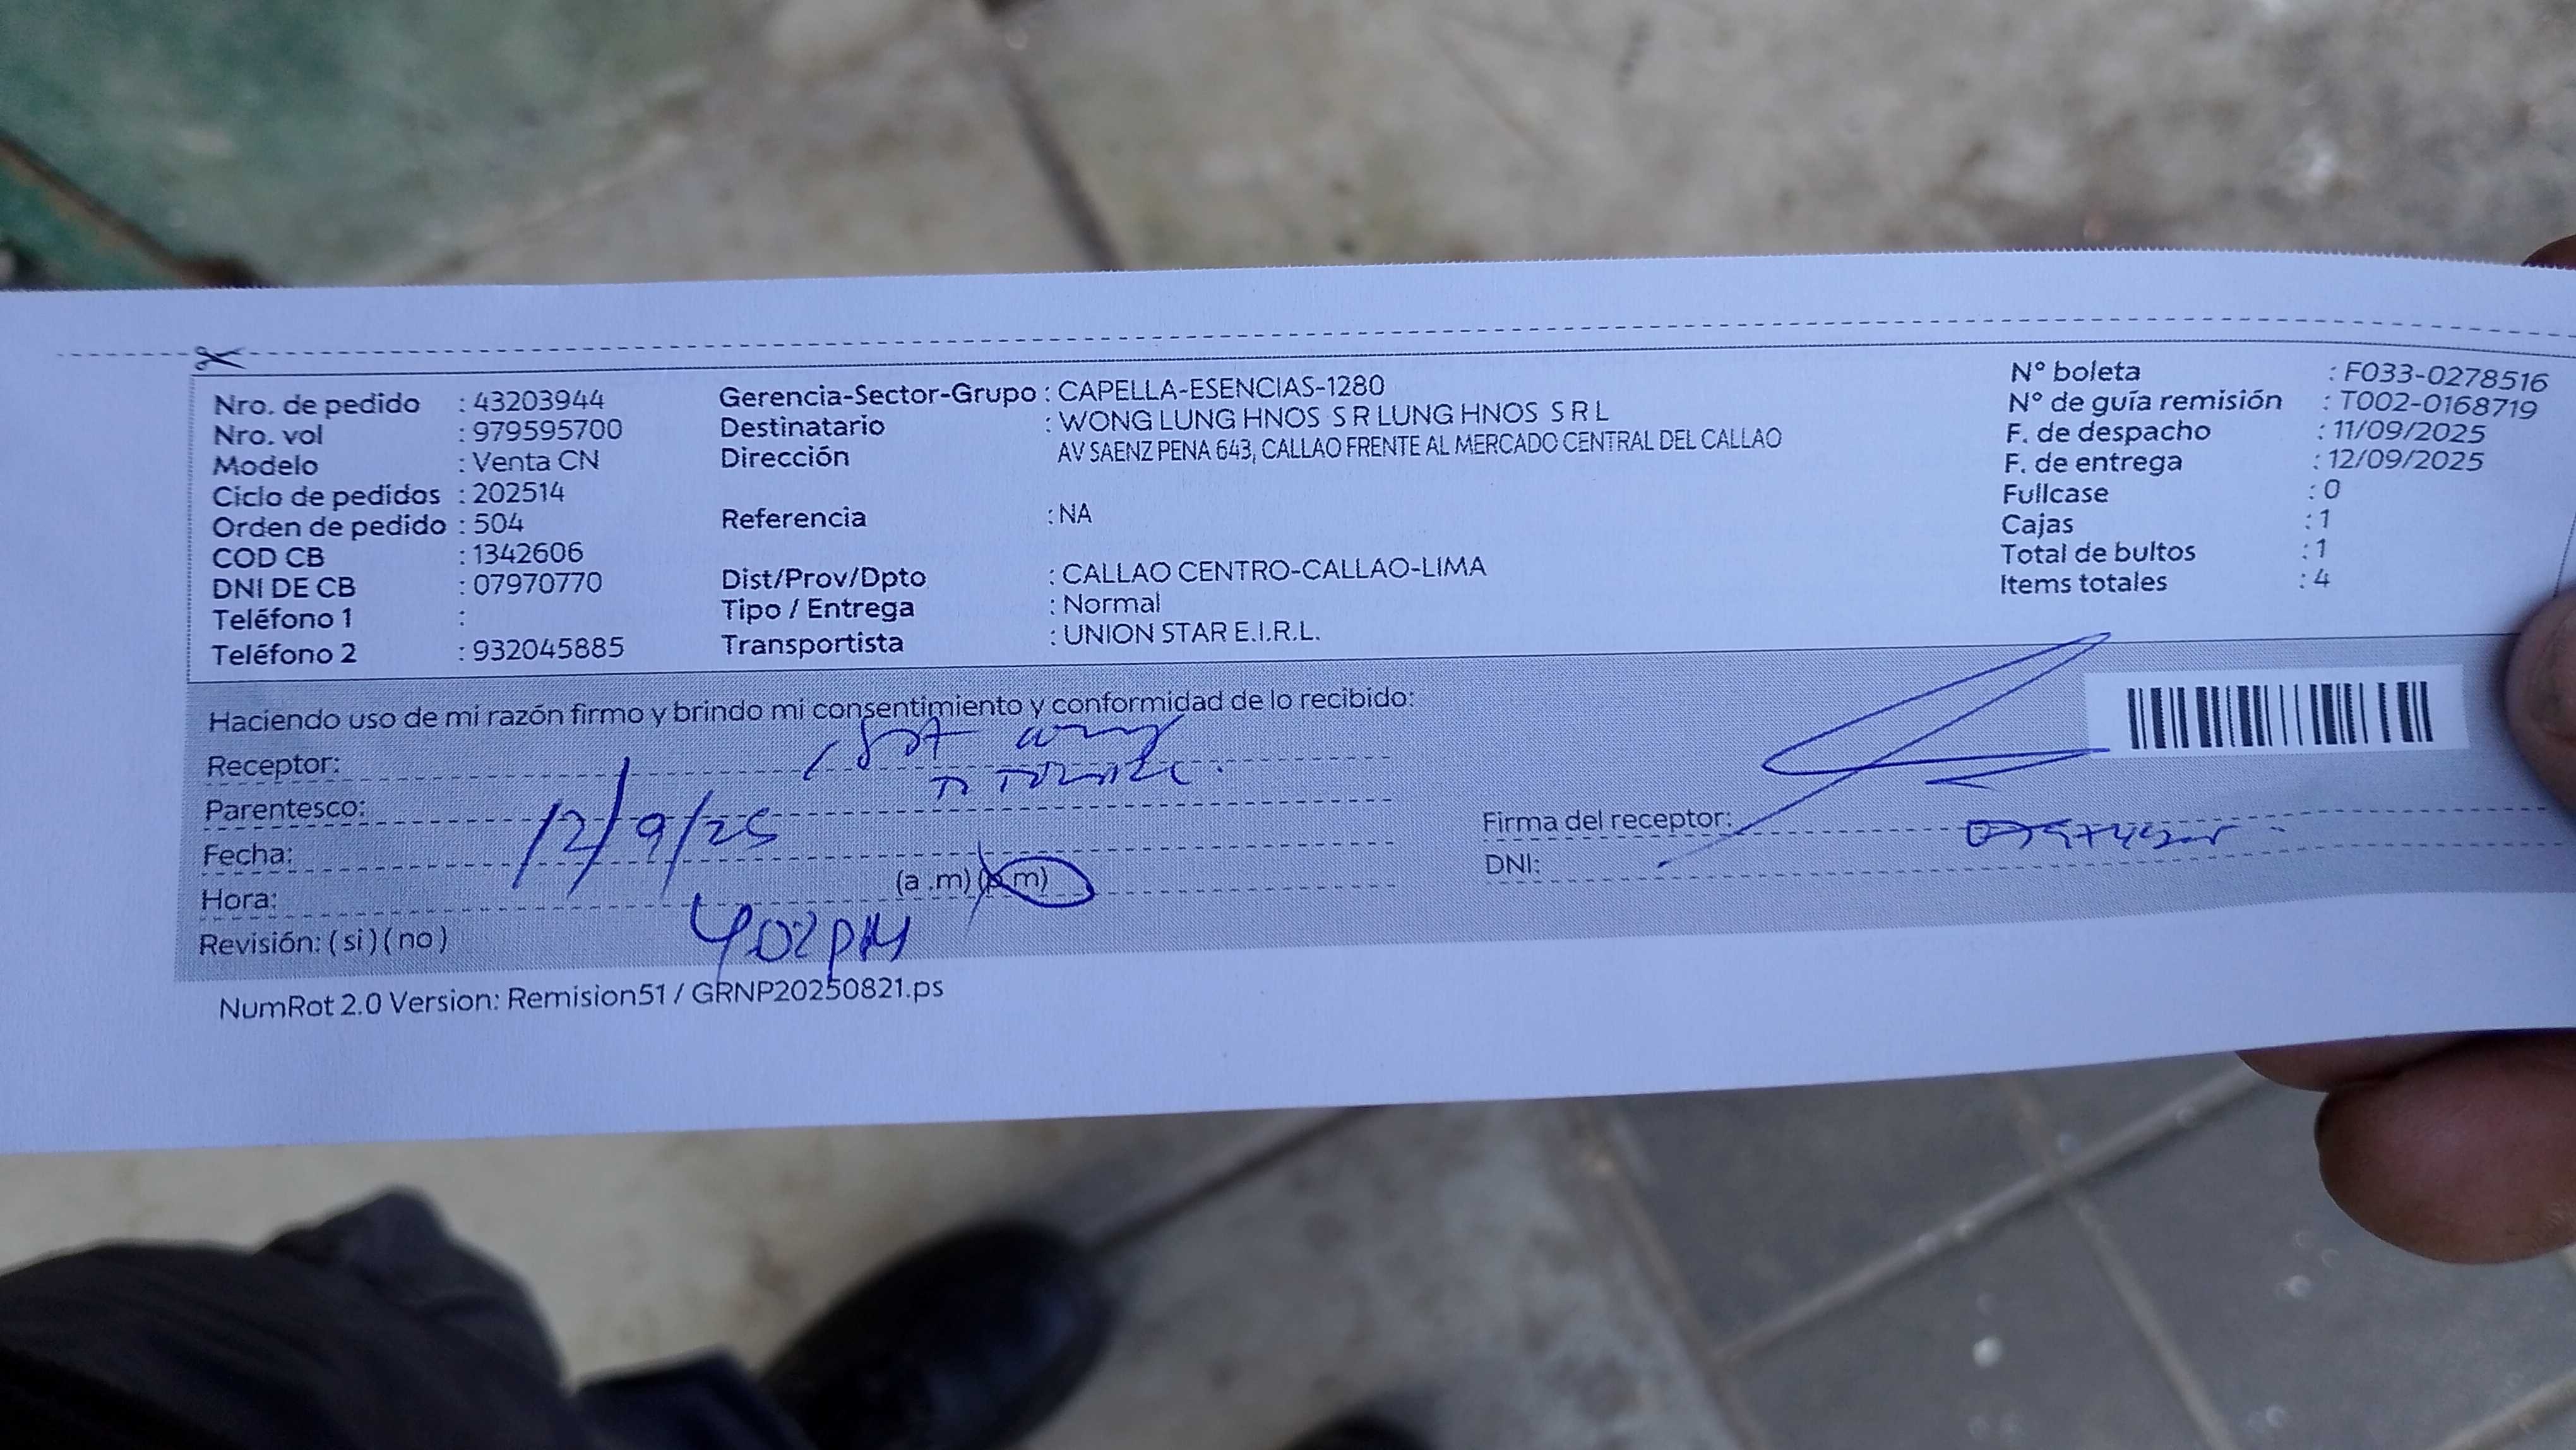 Nro. de pedido : 43203944
Nro. vol : 979595700
Modelo : Venta CN
Ciclo de pedidos : 202514
Orden de pedido : 504
COD CB : 1342606
DNI DE CB : 07970770
Teléfono 1 :
Teléfono 2 : 932045885
Gerencia-Sector-Grupo : CAPELLA-ESENCIAS-1280
Destinatario : WONG LUNG HNOS S R LUNG HNOS S R L
Dirección AV SAENZ PENA 643, CALLAO FRENTE AL MERCADO CENTRAL DEL CALLAO
Referencia : NA
Dist/Prov/Dpto : CALLAO CENTRO-CALLAO-LIMA
Tipo / Entrega : Normal
Transportista : UNION STAR E.I.R.L.
N° boleta : F033-0278516
N° de guía remisión : T002-0168719
F. de despacho : 11/09/2025
F. de entrega : 12/09/2025
Fullcase : 0
Cajas : 1
Total de bultos : 1
Items totales : 4
Haciendo uso de mi razón firmo y brindo mi consentimiento y conformidad de lo recibido:
Receptor:
Parentesco:
Fecha: 12/9/25
Hora: (a .m) (p m)
402 PM
Revisión: ( si ) ( no )
Firma del receptor:
DNI:
NumRot 2.0 Version: Remision51 / GRNP20250821.ps